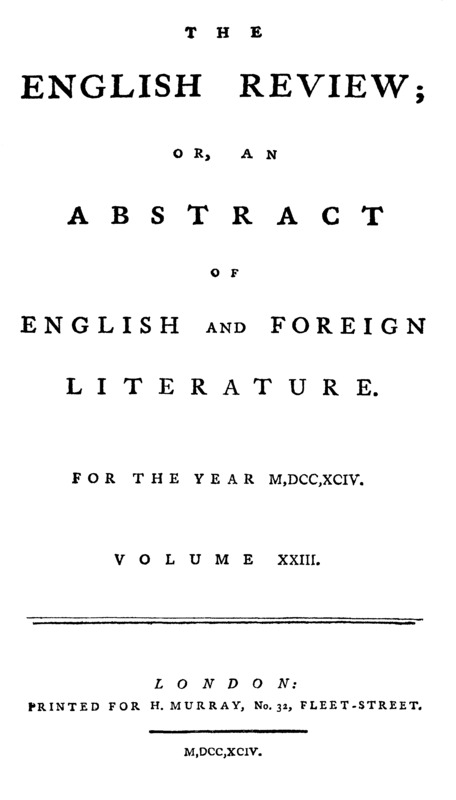 THE
ENGLISH REVIEW;
OR, AN
ABSTRACT
OF
ENGLISH AND FOREIGN
LITERATURE.
FOR THE YEAR M,DCC,XCIV.
VOLUME XXIII.
LONDON:
PRINTED FOR H. MURRAY, No. 32, FLEET-STREET.
M,DCC,XCIV.